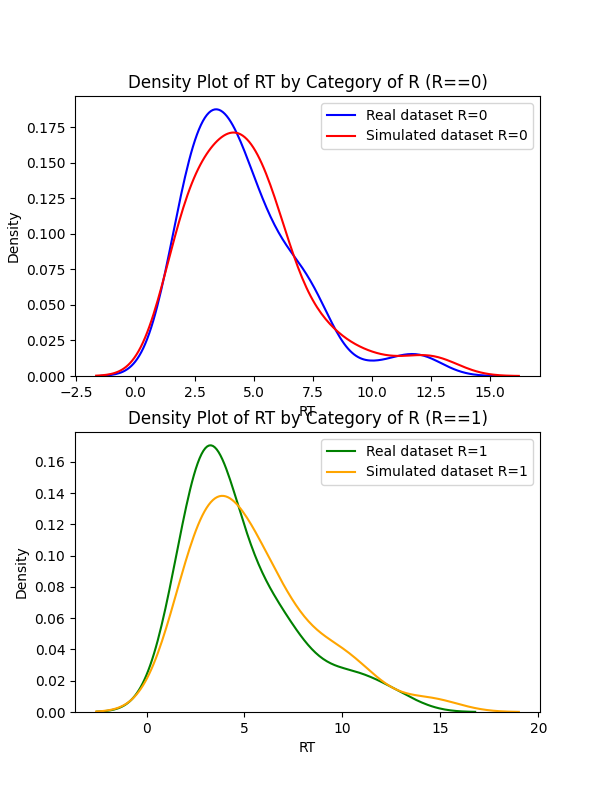 Density Plot of RT by Category of R (R==0)
Real dataset R=0
Simulated dataset R=0
Density
0.175
0.150
0.125
0.100
0.075
0.050
0.025
0.000
−2.5 0.0 2.5 5.0 7.5 10.0 12.5 15.0
RT
Density Plot of RT by Category of R (R==1)
Real dataset R=1
Simulated dataset R=1
Density
0.16
0.14
0.12
0.10
0.08
0.06
0.04
0.02
0.00
0 5 10 15 20
RT